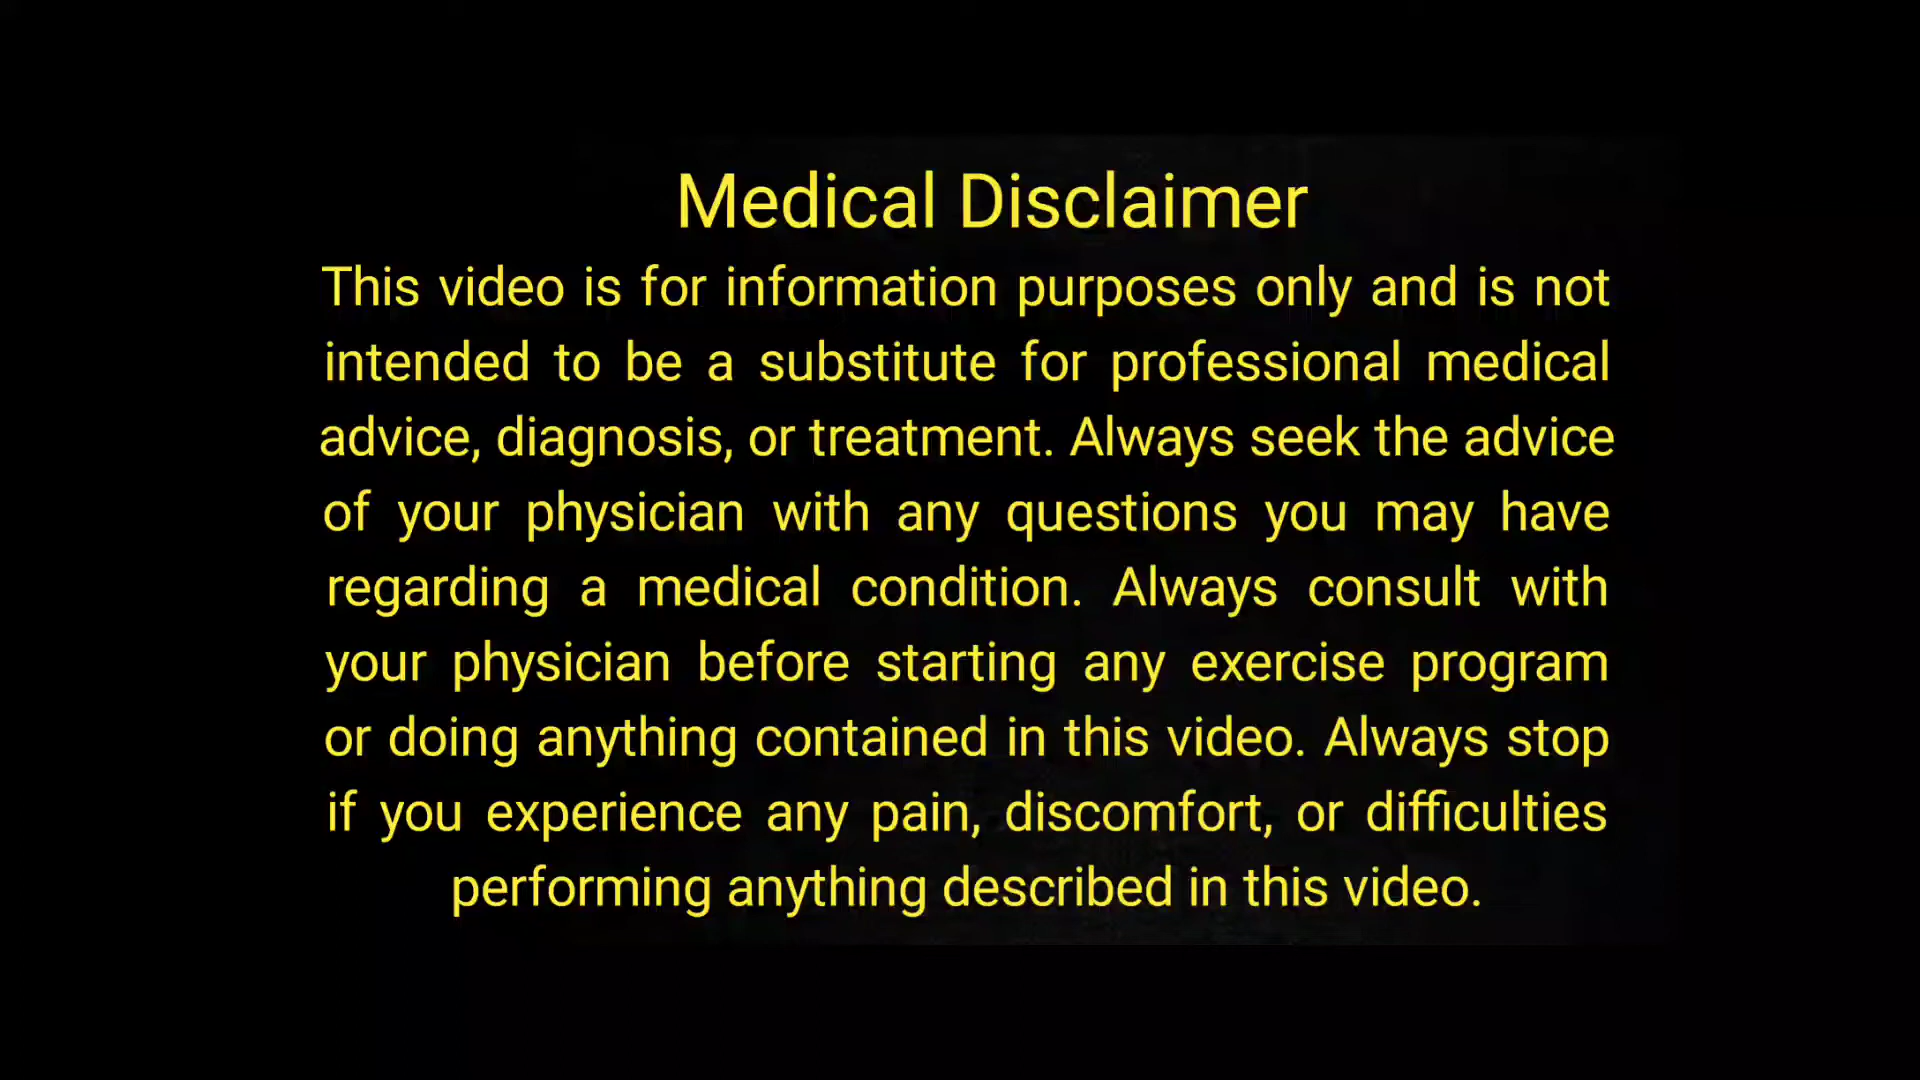 Medical Disclaimer
This video is for information purposes only and is not
intended to be a substitute for professional medical
advice, diagnosis, or treatment. Always seek the advice
of your physician with any questions you may have
regarding a medical condition. Always consult with
your physician before starting any exercise program
or doing anything contained in this video. Always stop
if you experience any pain, discomfort, or difficulties
performing anything described in this video.